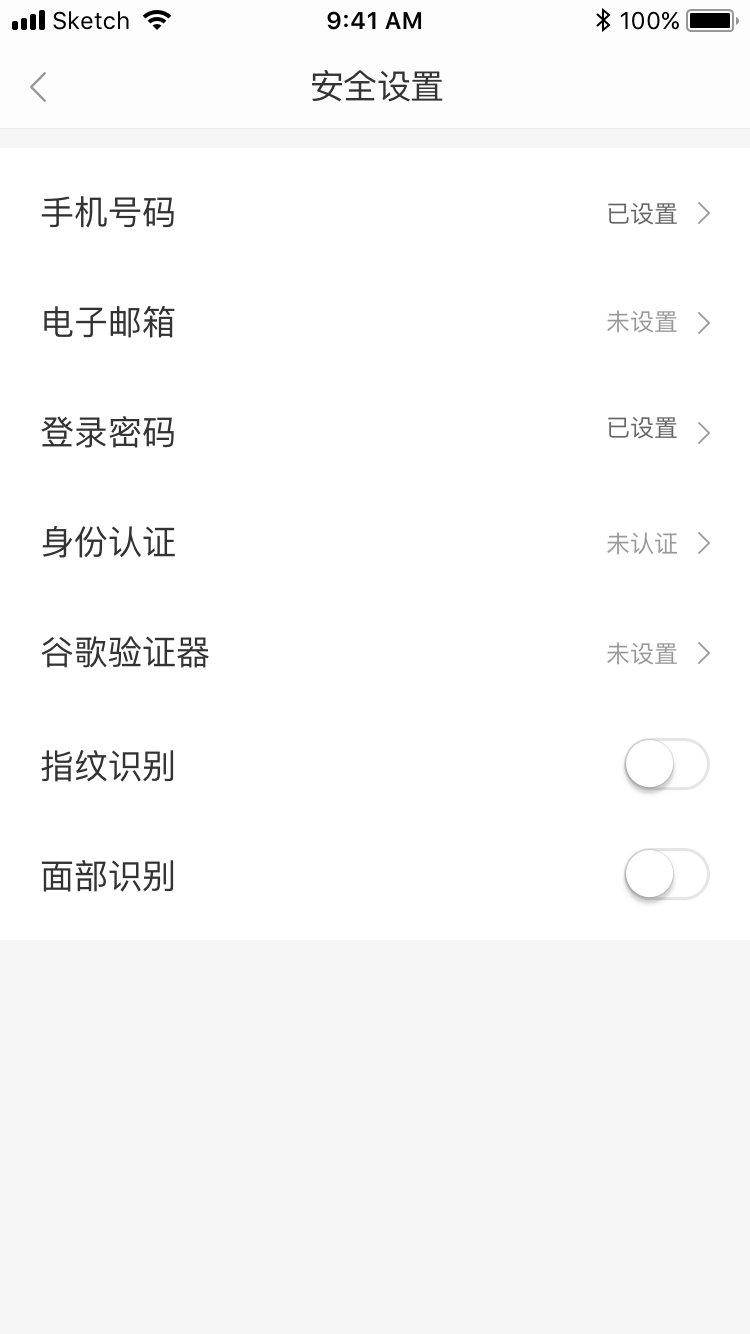 Sketch 9:41 AM 100%
安全设置
手机号码 已设置
电子邮箱 未设置
登录密码 已设置
身份认证 未认证
谷歌验证器 未设置
指纹识别
面部识别